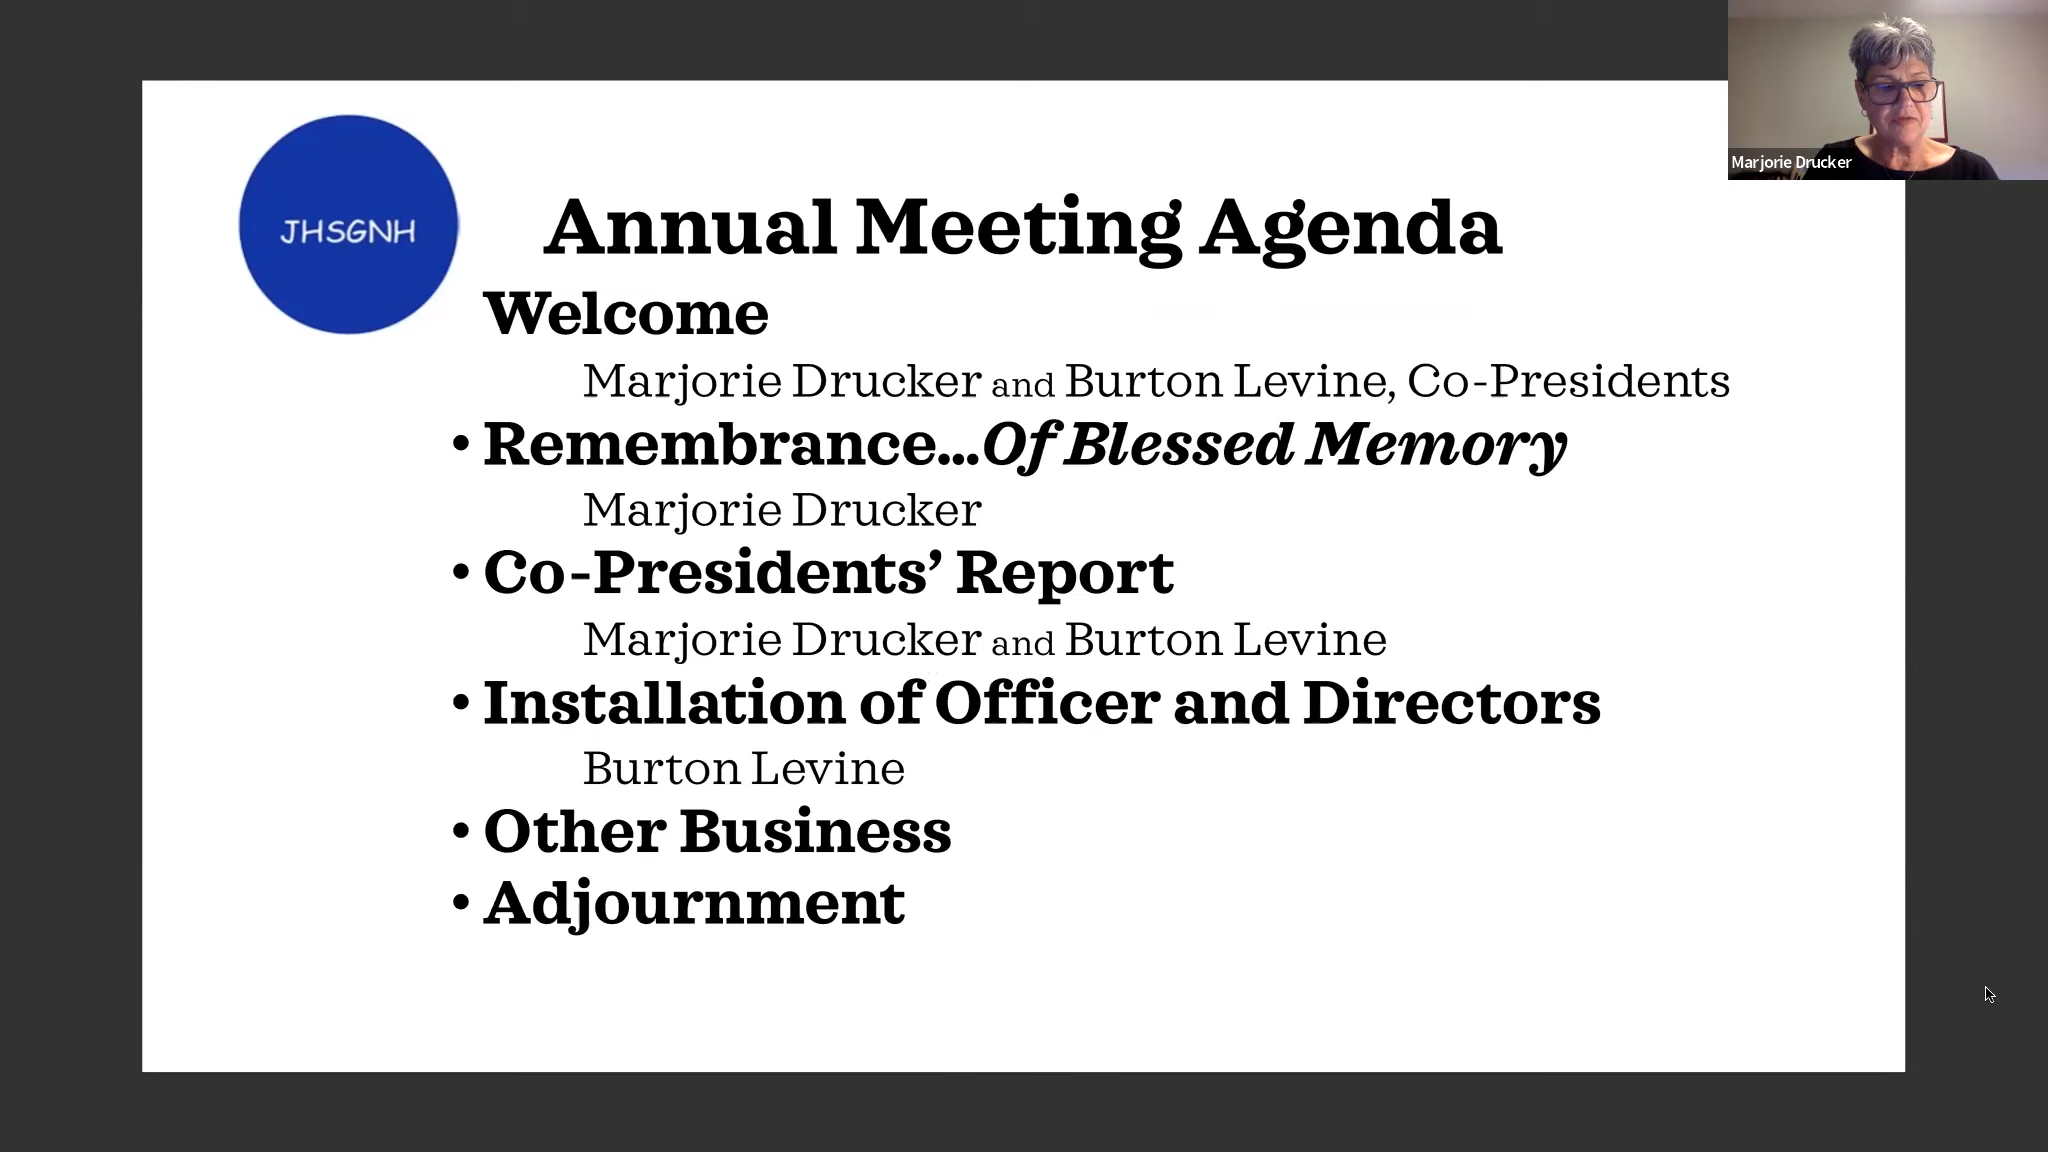 Marjorie Drucker
JHSGNH
Annual Meeting Agenda
Welcome
Marjorie Drucker and Burton Levine, Co-Presidents
• Remembrance...Of Blessed Memory
Marjorie Drucker
• Co-Presidents’ Report
Marjorie Drucker and Burton Levine
• Installation of Officer and Directors
Burton Levine
• Other Business
• Adjournment